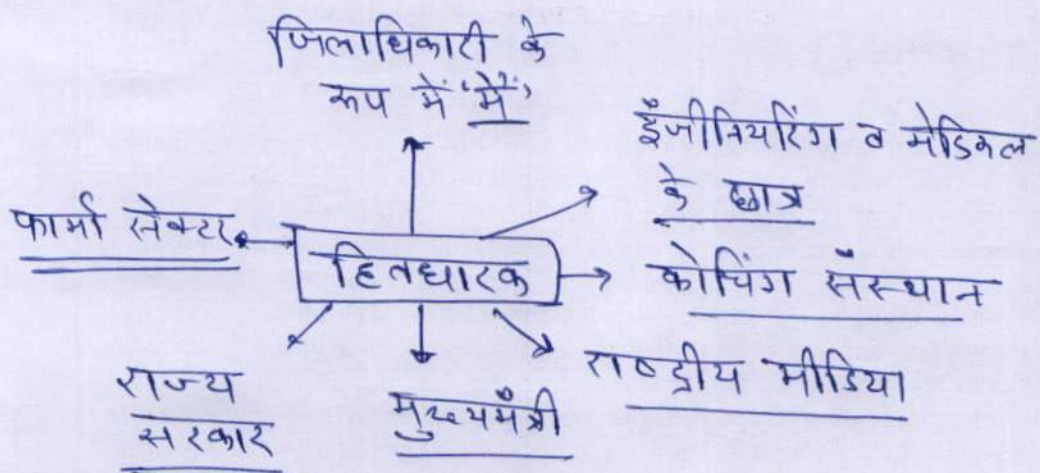 जिलाधिकारी के
रूप में 'मैं'
इंजीनियरिंग व मेडिकल
के छात्र
फार्मा सेक्टर
हितधारक
कोचिंग संस्थान
राष्ट्रीय मीडिया
राज्य
सरकार
मुख्यमंत्री